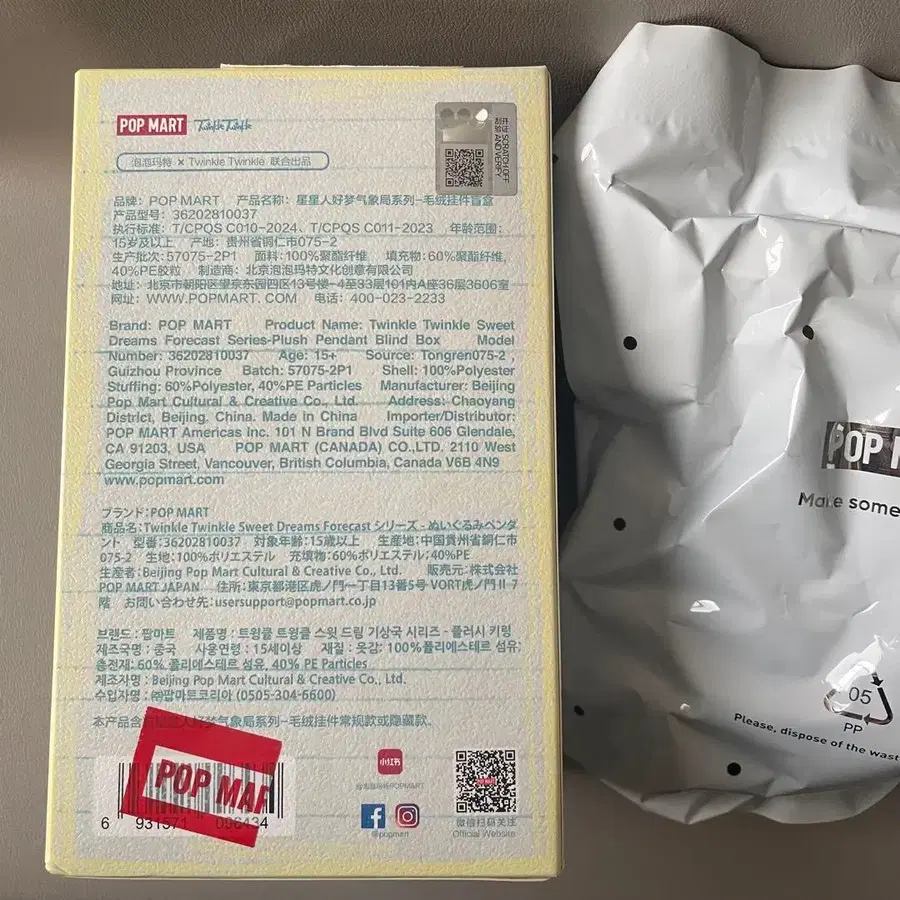 POP MART Twinkle Twinkle
泡泡玛特 × Twinkle Twinkle 联合出品
刮开验证 SCRATCH OFF AND VERIFY
品牌: POP MART 产品名称: 星星人好梦气象局系列-毛绒挂件盲盒
产品型号: 36202810037
执行标准: T/CPQS C010-2024、T/CPQS C011-2023 年龄范围:
15岁及以上 产地: 贵州省铜仁市075-2
生产批次: 57075-2P1 面料: 100%聚酯纤维 填充物: 60%聚酯纤维,
40%PE胶粒 制造商: 北京泡泡玛特文化创意有限公司
地址: 北京市朝阳区望京东园四区13号楼-4至33层101内A座36层3606室
网址: WWW.POPMART.COM 电话: 400-023-2233
Brand: POP MART Product Name: Twinkle Twinkle Sweet
Dreams Forecast Series-Plush Pendant Blind Box Model
Number: 36202810037 Age: 15+ Source: Tongren075-2 ,
Guizhou Province Batch: 57075-2P1 Shell: 100%Polyester
Stuffing: 60%Polyester, 40%PE Particles Manufacturer: Beijing
Pop Mart Cultural & Creative Co., Ltd. Address: Chaoyang
District, Beijing. China. Made in China Importer/Distributor:
POP MART Americas Inc. 101 N Brand Blvd Suite 606 Glendale,
CA 91203, USA POP MART (CANADA) CO.,LTD. 2110 West
Georgia Street, Vancouver, British Columbia, Canada V6B 4N9
www.popmart.com
ブランド: POP MART
商品名: Twinkle Twinkle Sweet Dreams Forecast シリーズ - ぬいぐるみペンダ
ント 型番: 36202810037 対象年齢: 15歳以上 生産地: 中国貴州省銅仁市
075-2 生地: 100%ポリエステル 充填物: 60%ポリエステル; 40%PE
生産者: Beijing Pop Mart Cultural & Creative Co., Ltd. 販売元: 株式会社
POP MART JAPAN 住所: 東京都港区虎ノ門一丁目13番5号 VORT虎ノ門 II 7
階 お問い合わせ先: usersupport@popmart.co.jp
브랜드 : 팝마트 제품명 : 트윙클 트윙클 스윗 드림 기상국 시리즈 - 플러시 키링
제조국명 : 중국 사용연령 : 15세이상 재질 : 겉감: 100%폴리에스테르 섬유;
충전재: 60% 폴리에스테르 섬유, 40% PE Particles
제조자명 : Beijing Pop Mart Cultural & Creative Co., Ltd.
수입자명 : ㈜팝마트코리아 (0505-304-6600)
本产品含有星星人好梦气象局系列-毛绒挂件常规款或隐藏款.
POP MAR
6 931571 096434
小红书
@泡泡玛特POPMART
@popmart
POP MART
微信扫码关注
Official Website
POP M
Make some
05
PP
Please, dispose of the wast